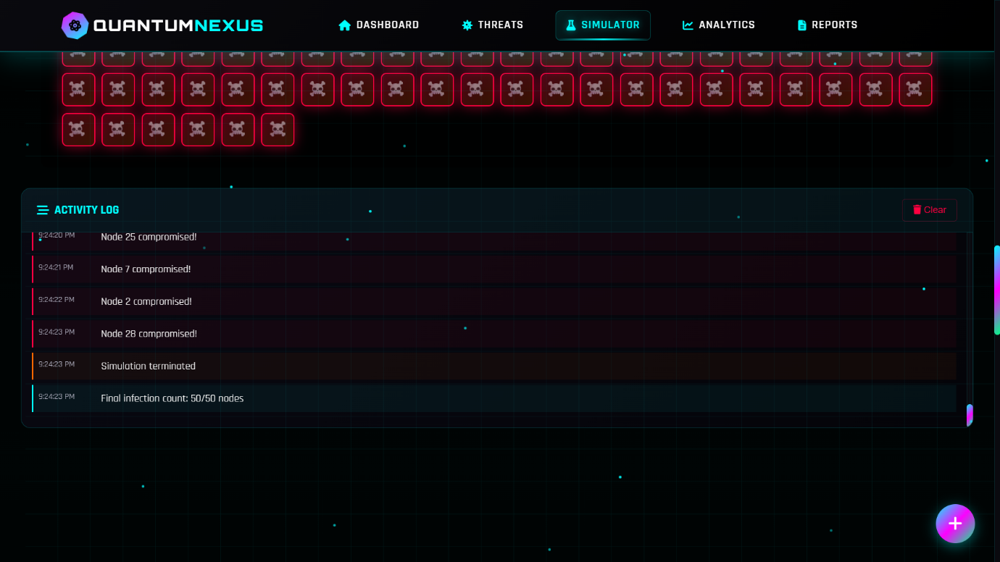 QUANTUMNEXUS
DASHBOARD
THREATS
SIMULATOR
ANALYTICS
REPORTS
ACTIVITY LOG
Clear
9:24:20 PM Node 25 compromised!
9:24:21 PM Node 7 compromised!
9:24:22 PM Node 2 compromised!
9:24:23 PM Node 28 compromised!
9:24:23 PM Simulation terminated
9:24:23 PM Final infection count: 50/50 nodes